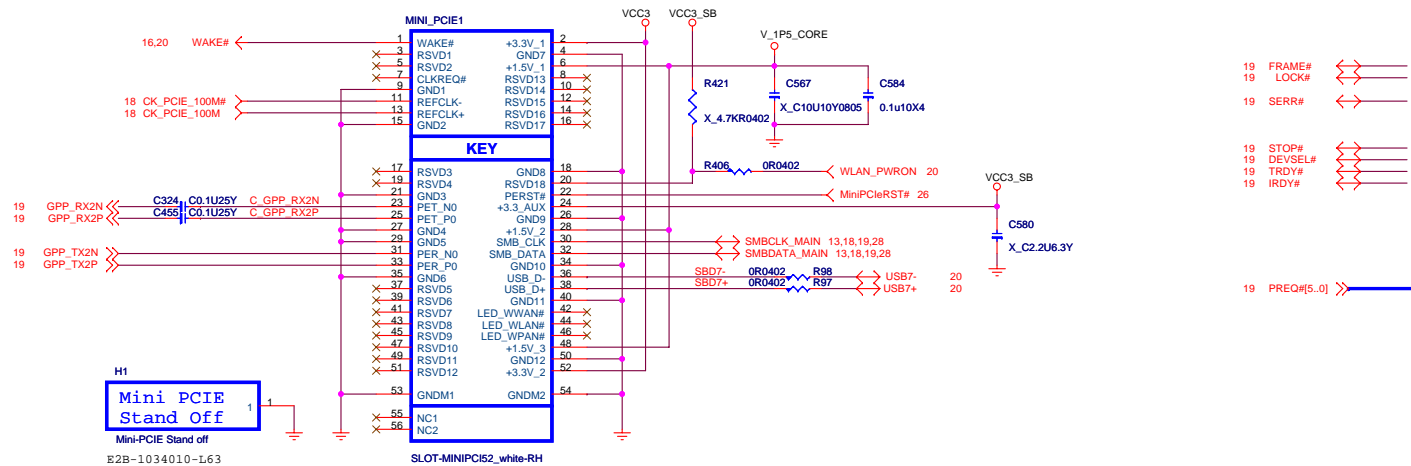 MINI_PCIE1
VCC3
VCC3_SB
V_1P5_CORE
16,20 WAKE#
1 WAKE# +3.3V_1 2
3 RSVD1 GND7 4
5 RSVD2 +1.5V_1 6
7 CLKREQ# RSVD13 8
9 GND1 RSVD14 10
18 CK_PCIE_100M# 11 REFCLK- RSVD15 12
18 CK_PCIE_100M 13 REFCLK+ RSVD16 14
15 GND2 RSVD17 16
R421
X_4.7KR0402
C567
X_C10U10Y0805
C584
0.1u10X4
19 FRAME#
19 LOCK#
19 SERR#
19 STOP#
19 DEVSEL#
19 TRDY#
19 IRDY#
KEY
17 RSVD3 GND8 18
19 RSVD4 RSVD18 20
21 GND3 PERST# 22
19 GPP_RX2N C324 C0.1U25Y C_GPP_RX2N 23 PET_N0 +3.3_AUX 24
19 GPP_RX2P C455 C0.1U25Y C_GPP_RX2P 25 PET_P0 GND9 26
27 GND4 +1.5V_2 28
29 GND5 SMB_CLK 30
19 GPP_TX2N 31 PER_N0 SMB_DATA 32
19 GPP_TX2P 33 PER_P0 GND10 34
35 GND6 USB_D- 36
37 RSVD5 USB_D+ 38
39 RSVD6 GND11 40
41 RSVD7 LED_WWAN# 42
43 RSVD8 LED_WLAN# 44
45 RSVD9 LED_WPAN# 46
47 RSVD10 +1.5V_3 48
49 RSVD11 GND12 50
51 RSVD12 +3.3V_2 52
53 GNDM1 GNDM2 54
55 NC1
56 NC2
SLOT-MINIPCI52_white-RH
R406 0R0402 WLAN_PWRON 20
MiniPCIeRST# 26
VCC3_SB
C580
X_C2.2U6.3Y
SMBCLK_MAIN 13,18,19,28
SMBDATA_MAIN 13,18,19,28
SBD7- 0R0402 R98 USB7- 20
SBD7+ 0R0402 R97 USB7+ 20
19 PREQ#[5..0]
H1
Mini PCIE
Stand Off
1 1
Mini-PCIE Stand off
E2B-1034010-L63